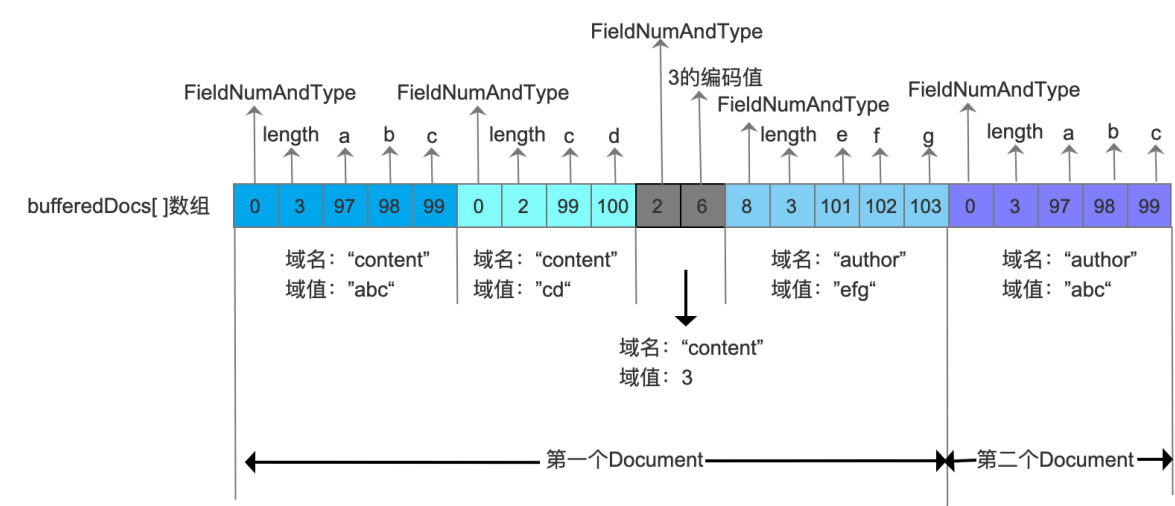 FieldNumAndType
3的编码值
FieldNumAndType FieldNumAndType FieldNumAndType FieldNumAndType
length a b c length c d length e f g length a b c
bufferedDocs[ ]数组 0 3 97 98 99 0 2 99 100 2 6 8 3 101 102 103 0 3 97 98 99
域名：“content” 域名：“content” 域名：“author” 域名：“author”
域值：”abc“ 域值：”cd“ 域值：”efg“ 域值：”abc“
域名：“content”
域值：3
第一个Document 第二个Document